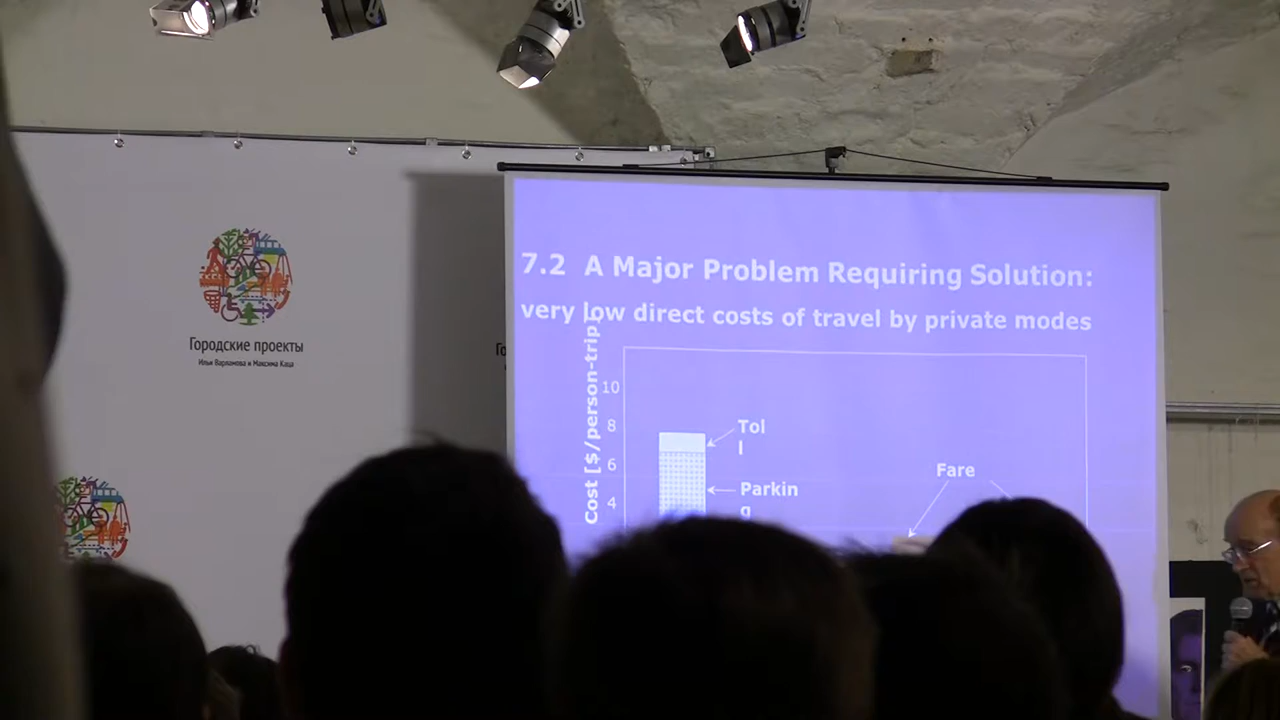 Городские проекты
Ильи Варламова и Максима Каца
Го
7.2 A Major Problem Requiring Solution:
very low direct costs of travel by private modes
Cost [$/person-trip]
10
8
6
4
Tol
l
Parkin
g
Fare